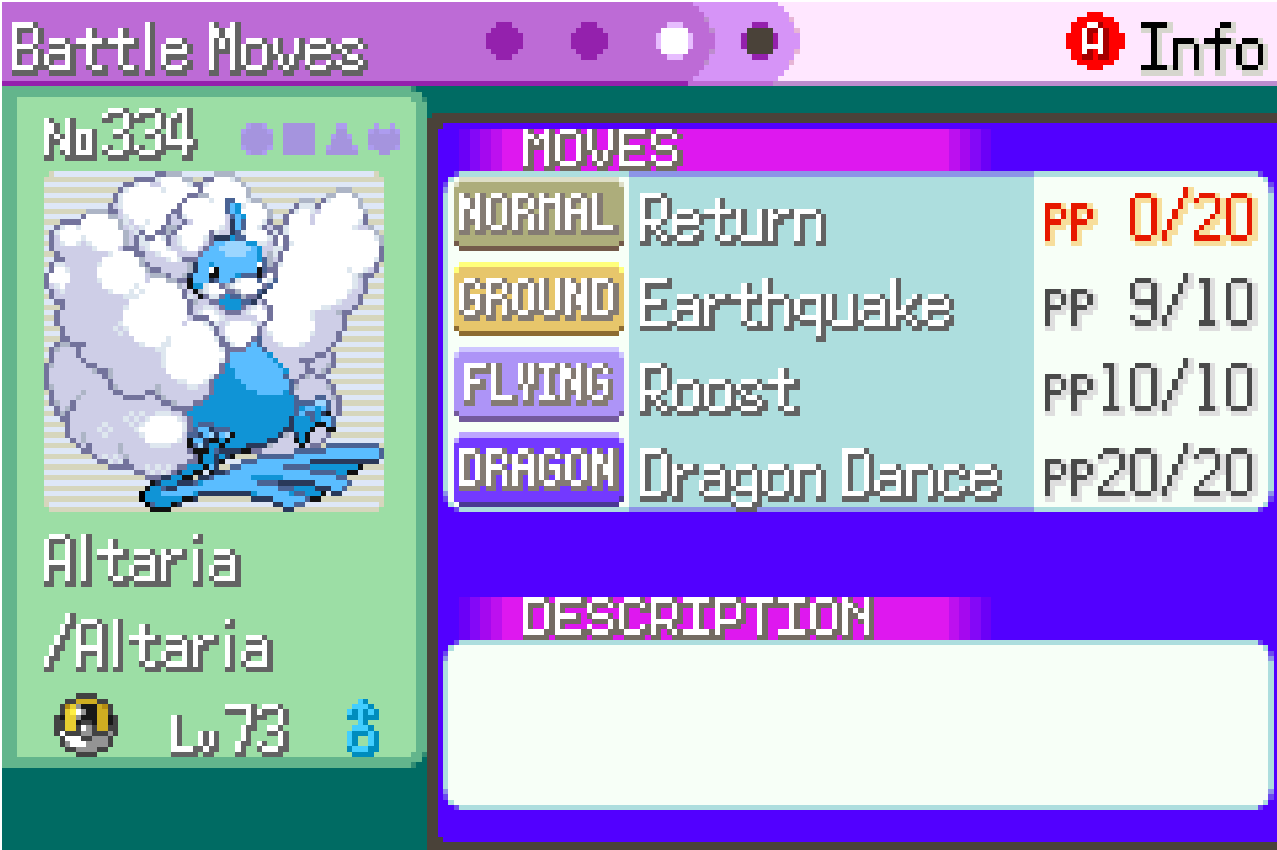 Battle Moves
A Info
No334
MOVES
NORMAL Return PP 0/20
GROUND Earthquake PP 9/10
FLYING Roost PP10/10
DRAGON Dragon Dance PP20/20
Altaria
/Altaria
Lv73 ♂
DESCRIPTION